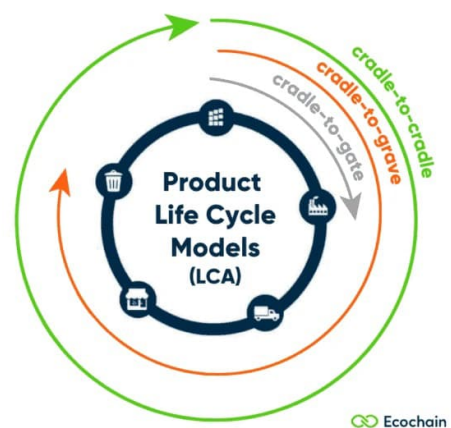 cradle-to-cradle
cradle-to-grave
cradle-to-gate
Product
Life Cycle
Models
(LCA)
Ecochain